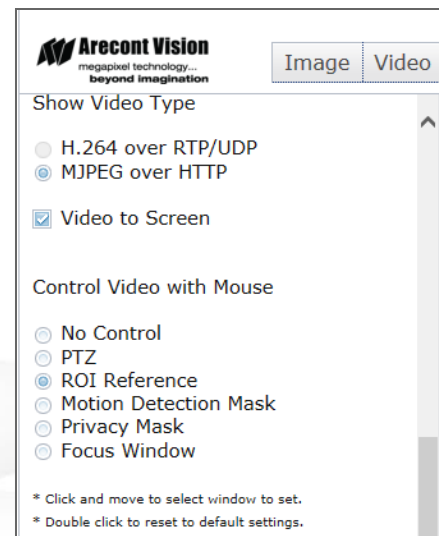 Arecont Vision
megapixel technology...
beyond imagination
Image Video
Show Video Type
H.264 over RTP/UDP
MJPEG over HTTP
Video to Screen
Control Video with Mouse
No Control
PTZ
ROI Reference
Motion Detection Mask
Privacy Mask
Focus Window
* Click and move to select window to set.
* Double click to reset to default settings.